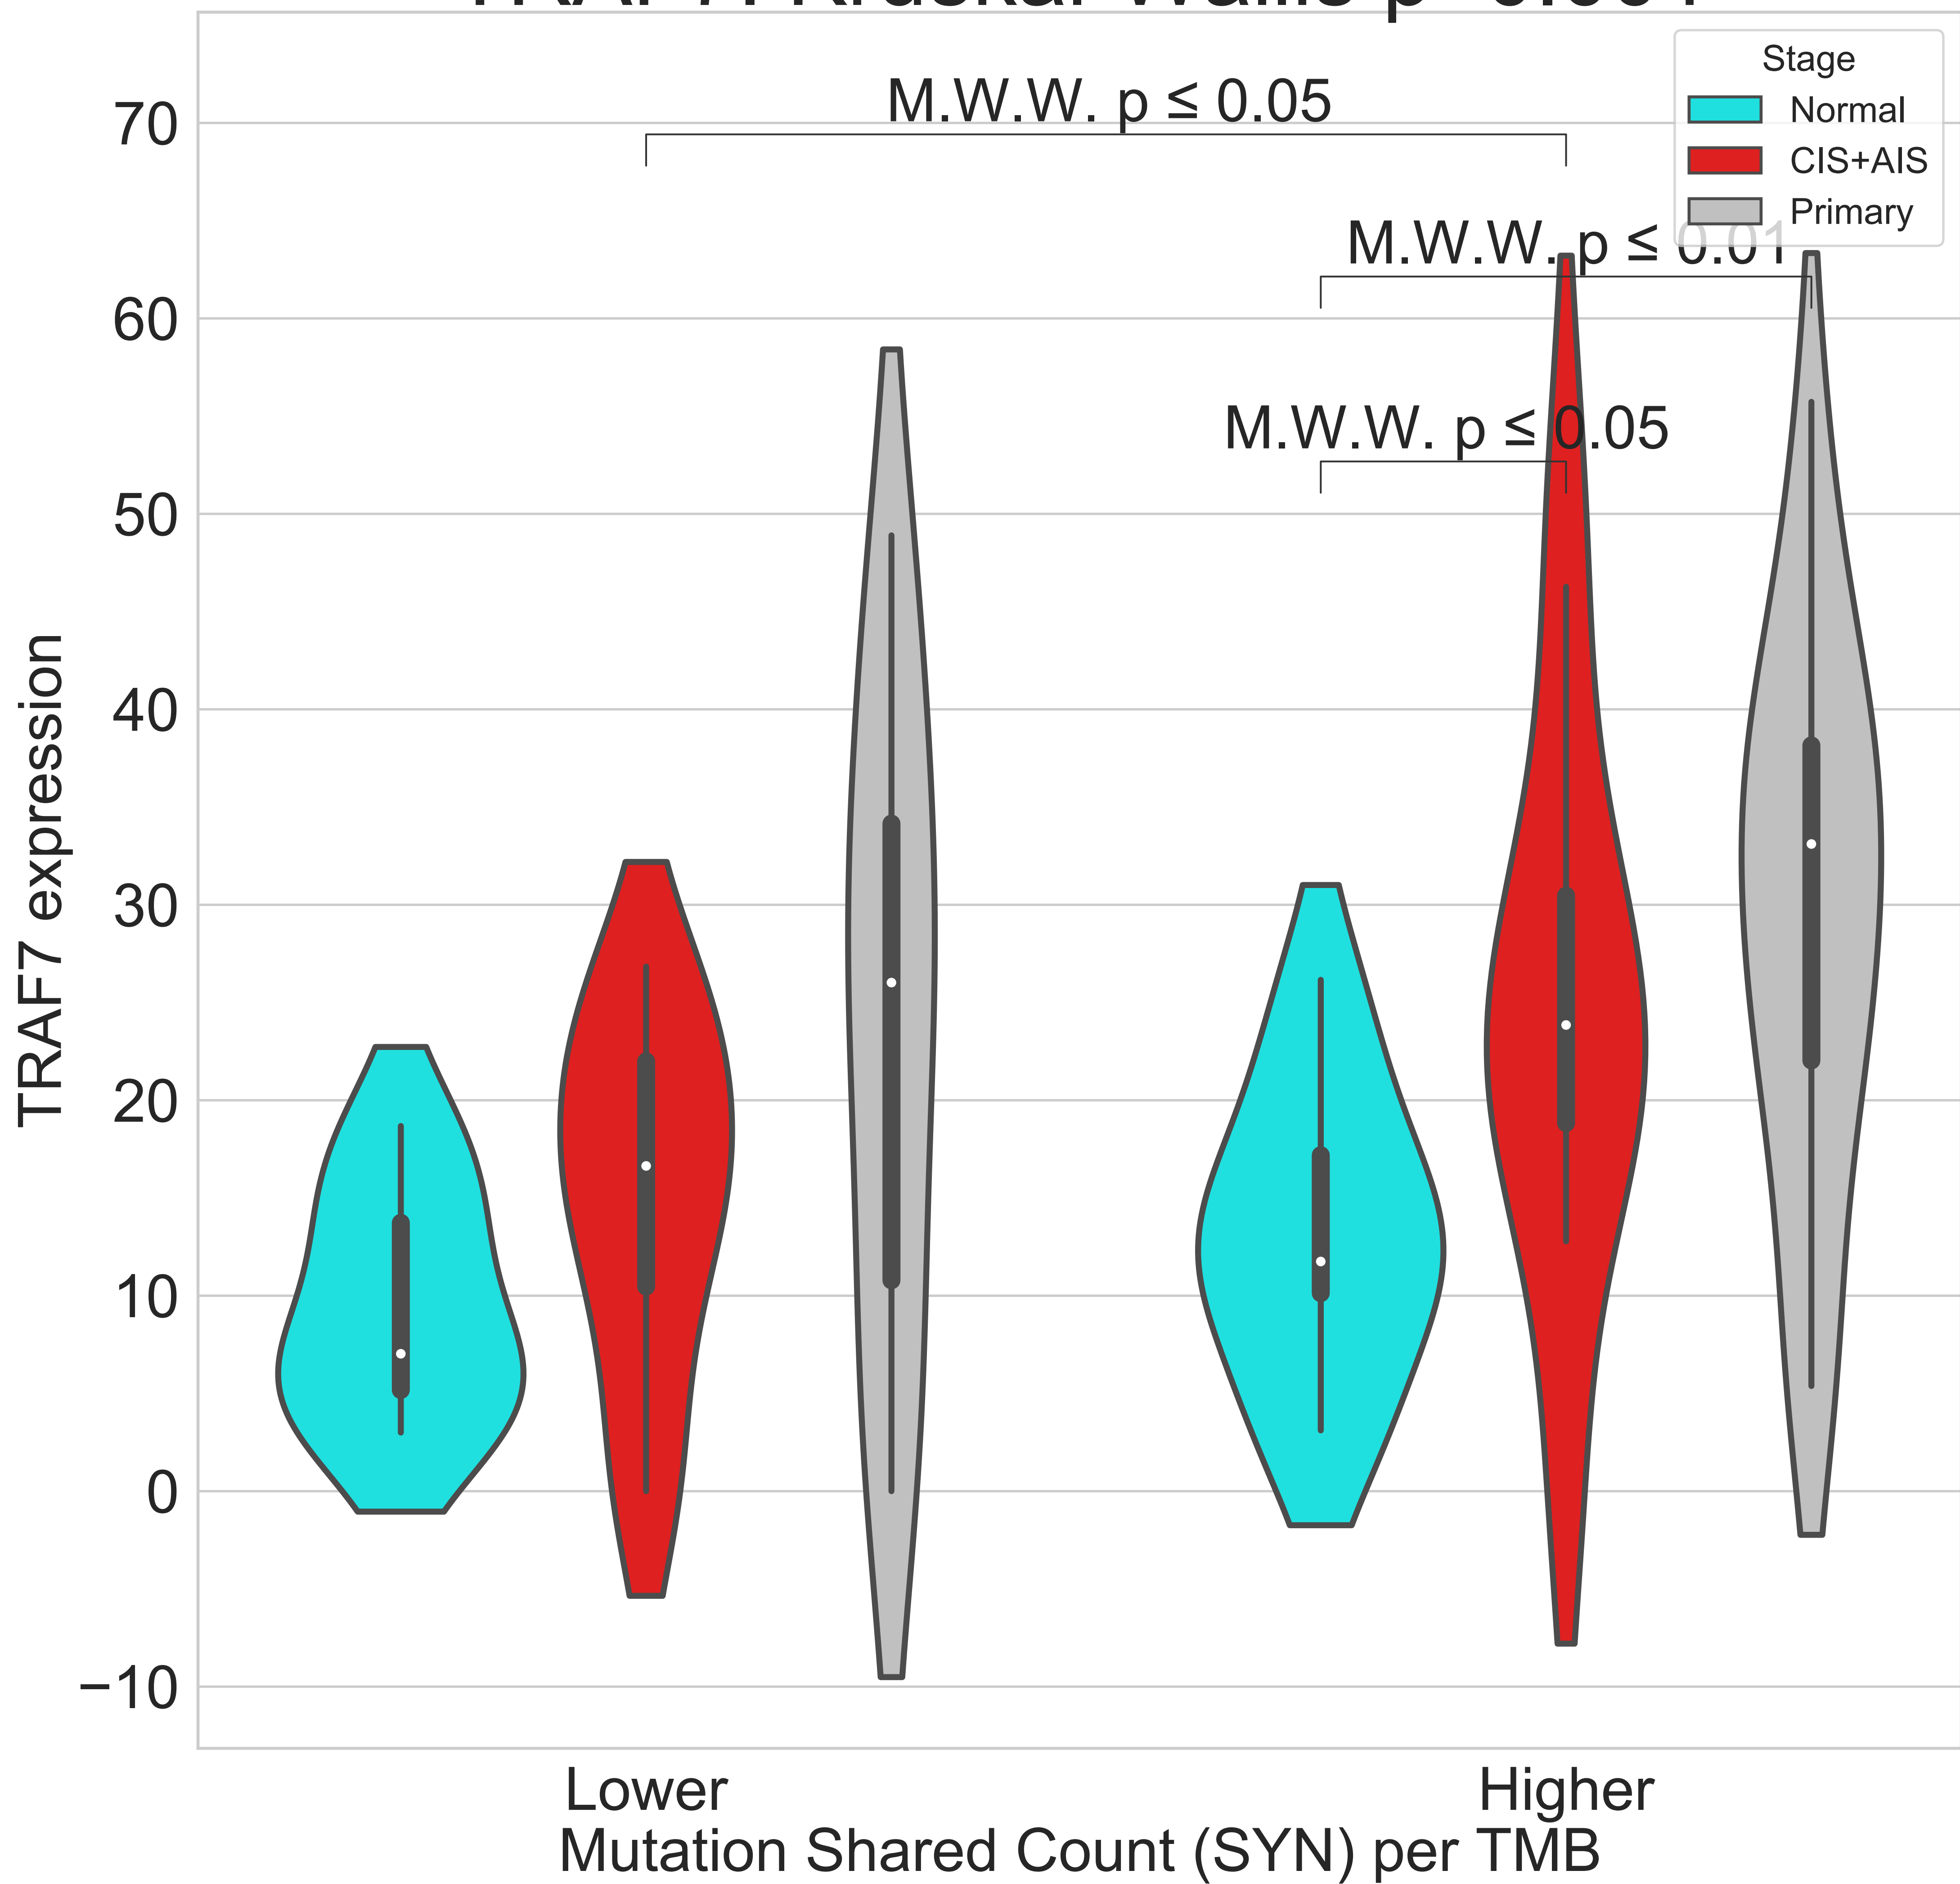 M.W.W. p ≤ 0.05
Stage
Normal
CIS+AIS
Primary
M.W.W. p ≤ 0.01
M.W.W. p ≤ 0.05
70
60
50
40
30
20
10
0
−10
TRAF7 expression
Lower
Higher
Mutation Shared Count (SYN) per TMB